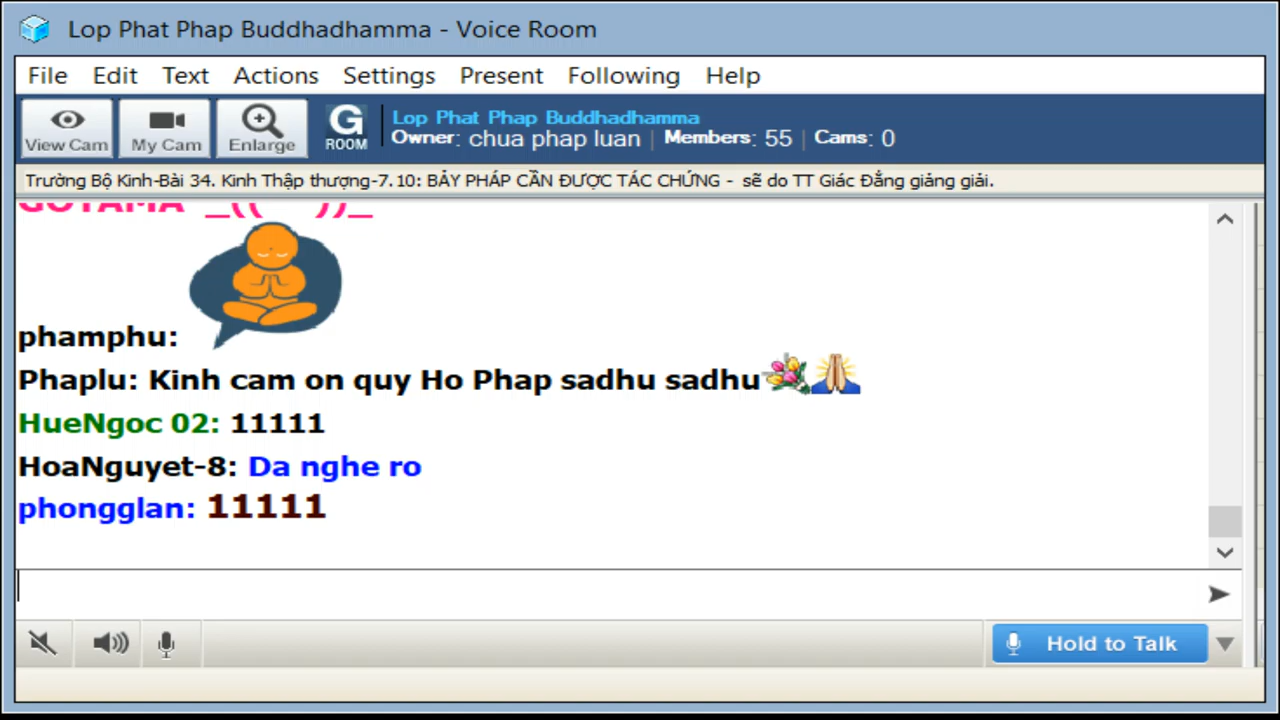 Lop Phat Phap Buddhadhamma - Voice Room
File Edit Text Actions Settings Present Following Help
View Cam My Cam Enlarge G ROOM
Lop Phat Phap Buddhadhamma
Owner: chua phap luan | Members: 55 | Cams: 0
Trường Bộ Kinh-Bài 34. Kinh Thập thượng-7.10: BẢY PHÁP CẦN ĐƯỢC TÁC CHỨNG - sẽ do TT Giác Đẳng giảng giải.
GOTAMA _(( ))_
phamphu:
Phaplu: Kinh cam on quy Ho Phap sadhu sadhu
HueNgoc 02: 11111
HoaNguyet-8: Da nghe ro
phongglan: 11111
Hold to Talk